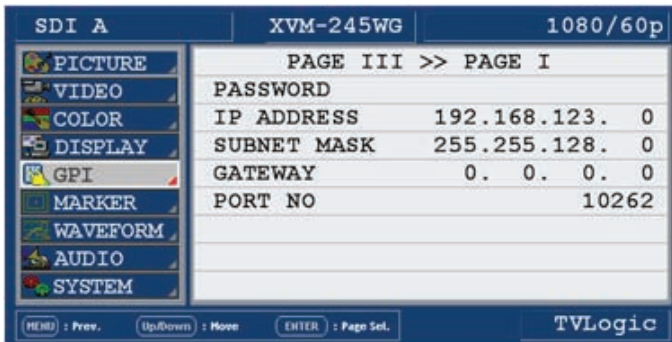 SDI A XVM-245WG 1080/60p
PICTURE
VIDEO
COLOR
DISPLAY
GPI
MARKER
WAVEFORM
AUDIO
SYSTEM
PAGE III >> PAGE I
PASSWORD
IP ADDRESS 192.168.123. 0
SUBNET MASK 255.255.128. 0
GATEWAY 0. 0. 0. 0
PORT NO 10262
MENU : Prev. Up/Down : Move ENTER : Page Sel. TVLogic